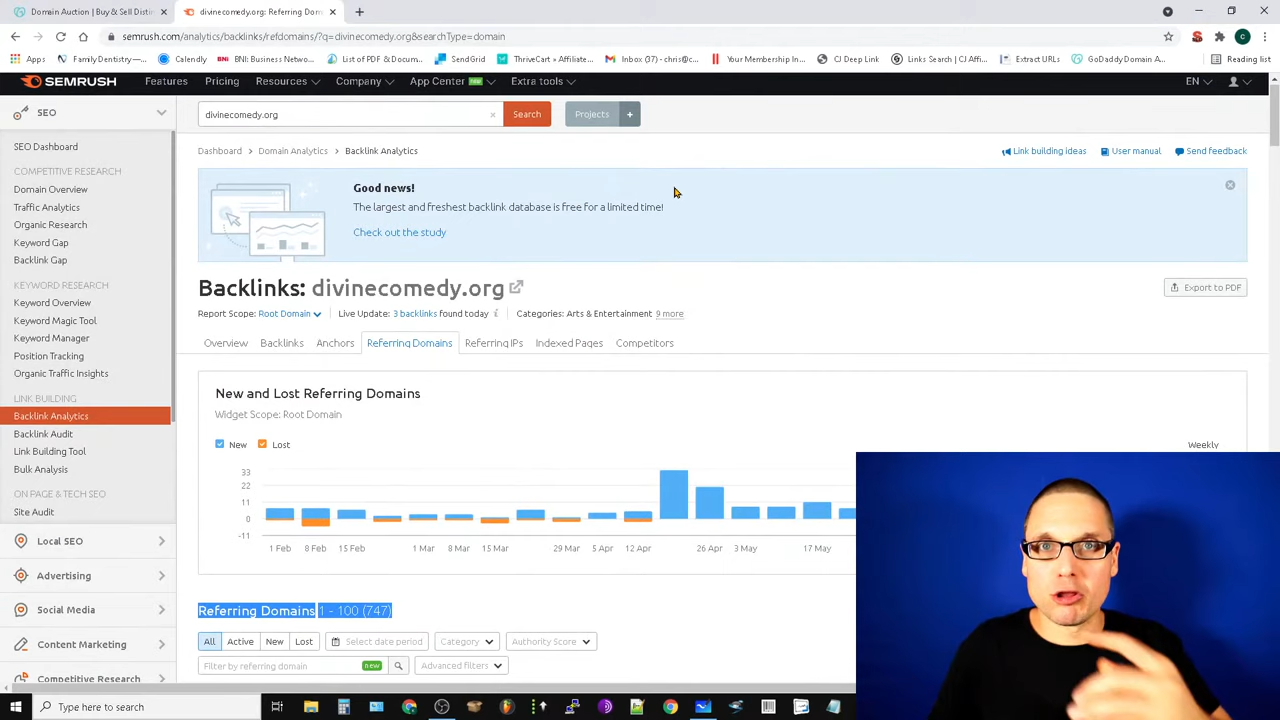 Domain Auction | Buy & Sell Distin
divinecomedy.org: Referring Dom
semrush.com/analytics/backlinks/refdomains/?q=divinecomedy.org&searchType=domain
Apps
Family Dentistry—...
Calendly
BNI: Business Netwo...
List of PDF & Docum...
SendGrid
ThriveCart » Affiliat...
Inbox (70) - chris@c...
Your Membership In...
CJ Deep Link
Links Search | CJ Affi...
Extract URLs
GoDaddy Domain A...
Reading list
SEMRUSH
Features
Pricing
Resources
Company
App Center
new
Extra tools
EN
SEO
divinecomedy.org
Search
Projects
+
SEO Dashboard
Dashboard > Domain Analytics > Backlink Analytics
Link building ideas
User manual
Send feedback
COMPETITIVE RESEARCH
Domain Overview
Traffic Analytics
Organic Research
Keyword Gap
Backlink Gap
Good news!
The largest and freshest backlink database is free for a limited time!
Check out the study
KEYWORD RESEARCH
Keyword Overview
Keyword Magic Tool
Keyword Manager
Position Tracking
Organic Traffic Insights
Backlinks: divinecomedy.org
Export to PDF
Report Scope: Root Domain
Live Update: 3 backlinks found today
Categories: Arts & Entertainment 9 more
Overview
Backlinks
Anchors
Referring Domains
Referring IPs
Indexed Pages
Competitors
LINK BUILDING
Backlink Analytics
Backlink Audit
Link Building Tool
Bulk Analysis
ON PAGE & TECH SEO
Site Audit
New and Lost Referring Domains
Widget Scope: Root Domain
New
Lost
Weekly
33
22
11
0
-11
1 Feb
8 Feb
15 Feb
1 Mar
8 Mar
15 Mar
29 Mar
5 Apr
12 Apr
26 Apr
3 May
17 May
Local SEO
Advertising
Social Media
Content Marketing
Competitive Research
Referring Domains 1 - 100 (747)
All
Active
New
Lost
Select date period
Category
Authority Score
Filter by referring domain
new
Advanced filters
Type here to search